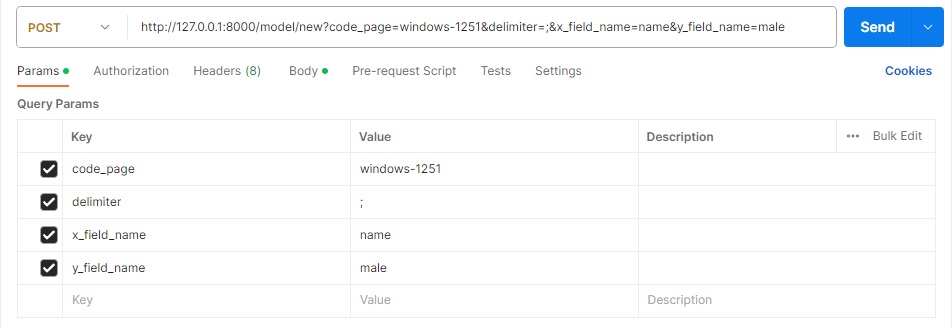 POST http://127.0.0.1:8000/model/new?code_page=windows-1251&delimiter=;&x_field_name=name&y_field_name=male Send
Params Authorization Headers (8) Body Pre-request Script Tests Settings Cookies
Query Params
Key Value Description ••• Bulk Edit
code_page windows-1251
delimiter ;
x_field_name name
y_field_name male
Key Value Description